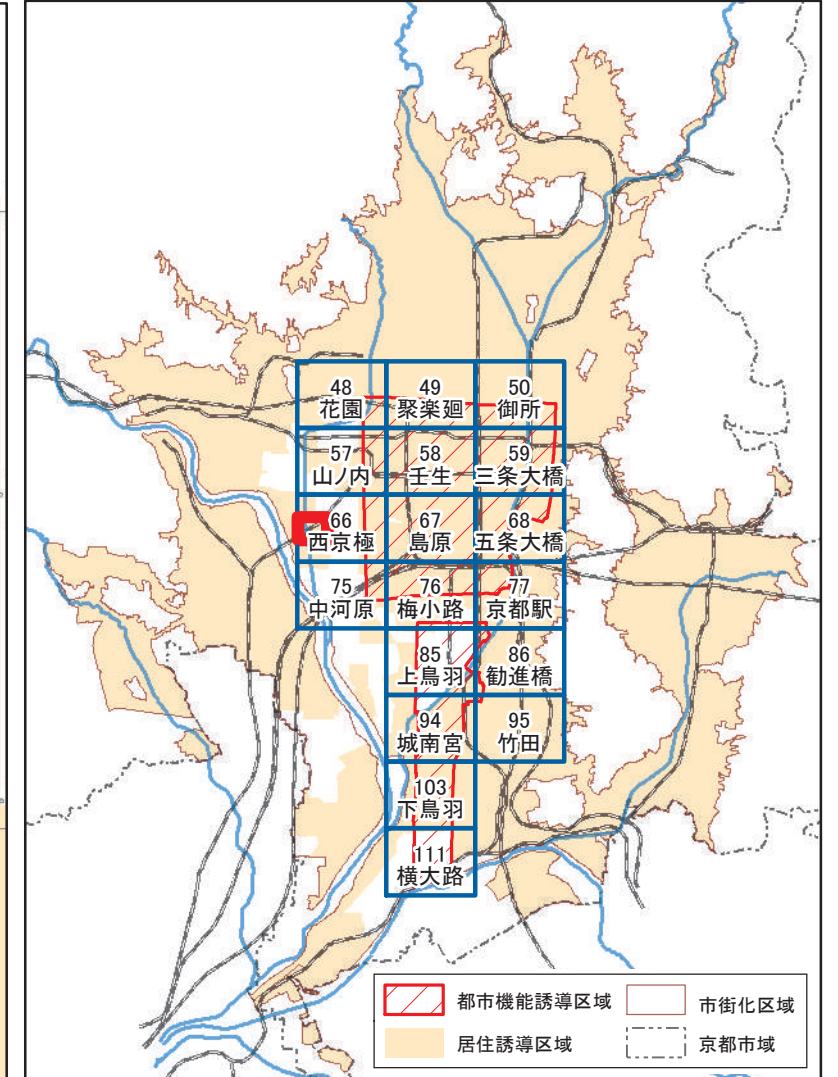 48
花園
49
聚楽廻
50
御所
57
山ノ内
58
壬生
59
三条大橋
66
西京極
67
島原
68
五条大橋
75
中河原
76
梅小路
77
京都駅
85
上鳥羽
86
勧進橋
94
城南宮
95
竹田
103
下鳥羽
111
横大路
都市機能誘導区域
市街化区域
居住誘導区域
京都市域